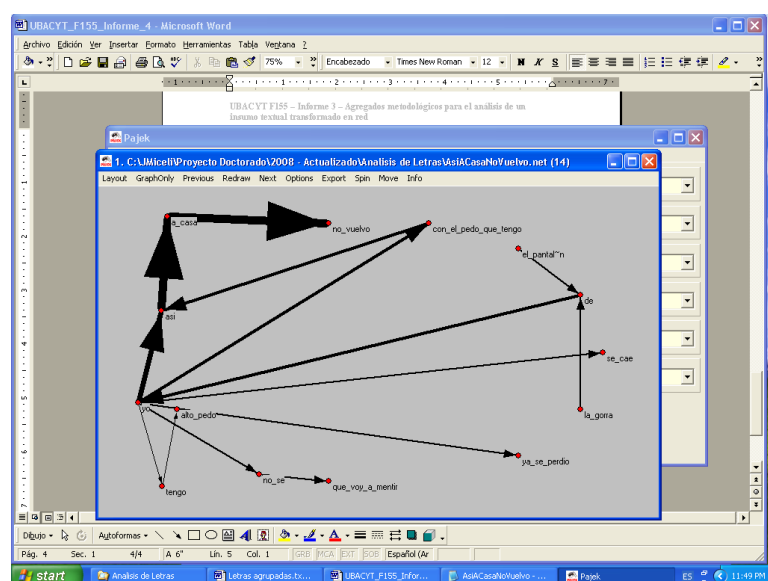 UBACYT_F155_Informe_4 - Microsoft Word
Archivo Edición Ver Insertar Formato Herramientas Tabla Ventana ?
75% Encabezado Times New Roman 12 N K S
UBACYT F155 – Informe 3 – Agregados metodológicos para el análisis de un
insumo textual transformado en red
Pajek
1. C:\JMiceli\Proyecto Doctorado\2008 - Actualizado\Analisis de Letras\AsiACasaNoVuelvo.net (14)
Layout GraphOnly Previous Redraw Next Options Export Spin Move Info
a_casa
no_vuelvo
con_el_pedo_que_tengo
el_pantal~n
de
asi
se_cae
yo
alto_pedo
la_gorra
ya_se_perdio
no_se
que_voy_a_mentir
tengo
Dibujo Autoformas
Pág. 4 Sec. 1 4/4 A 6" Lín. 5 Col. 1 GRB MCA EXT SOB Español (Ar
start Analisis de Letras Letras agrupadas.tx... UBACYT_F155_Infor... AsiACasaNoVuelvo - ... Pajek ES 11:49 PM